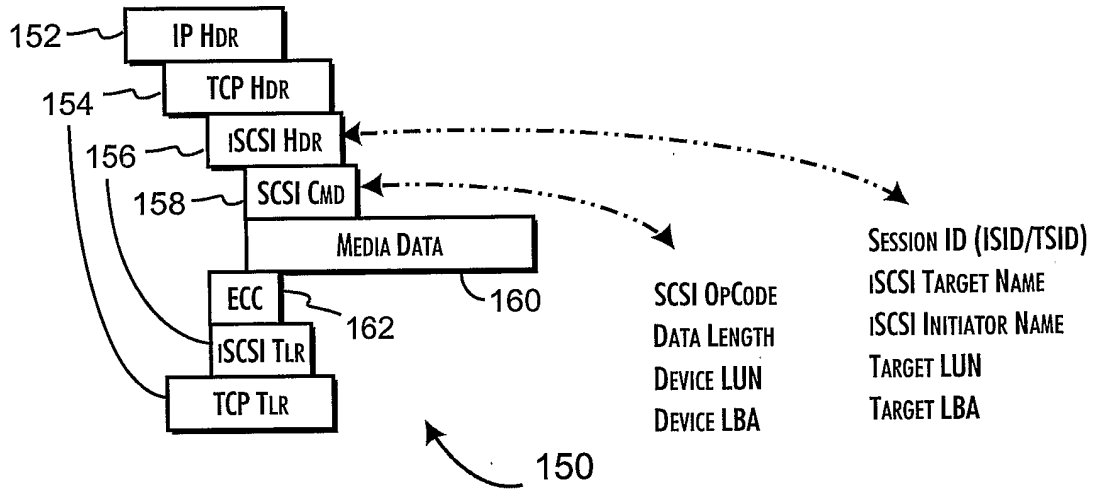 152
IP HDR
TCP HDR
154
iSCSI HDR
156
SCSI CMD
158
MEDIA DATA
160
ECC
162
iSCSI TLR
TCP TLR
150
SCSI OPCODE
DATA LENGTH
DEVICE LUN
DEVICE LBA
SESSION ID (ISID/TSID)
iSCSI TARGET NAME
iSCSI INITIATOR NAME
TARGET LUN
TARGET LBA